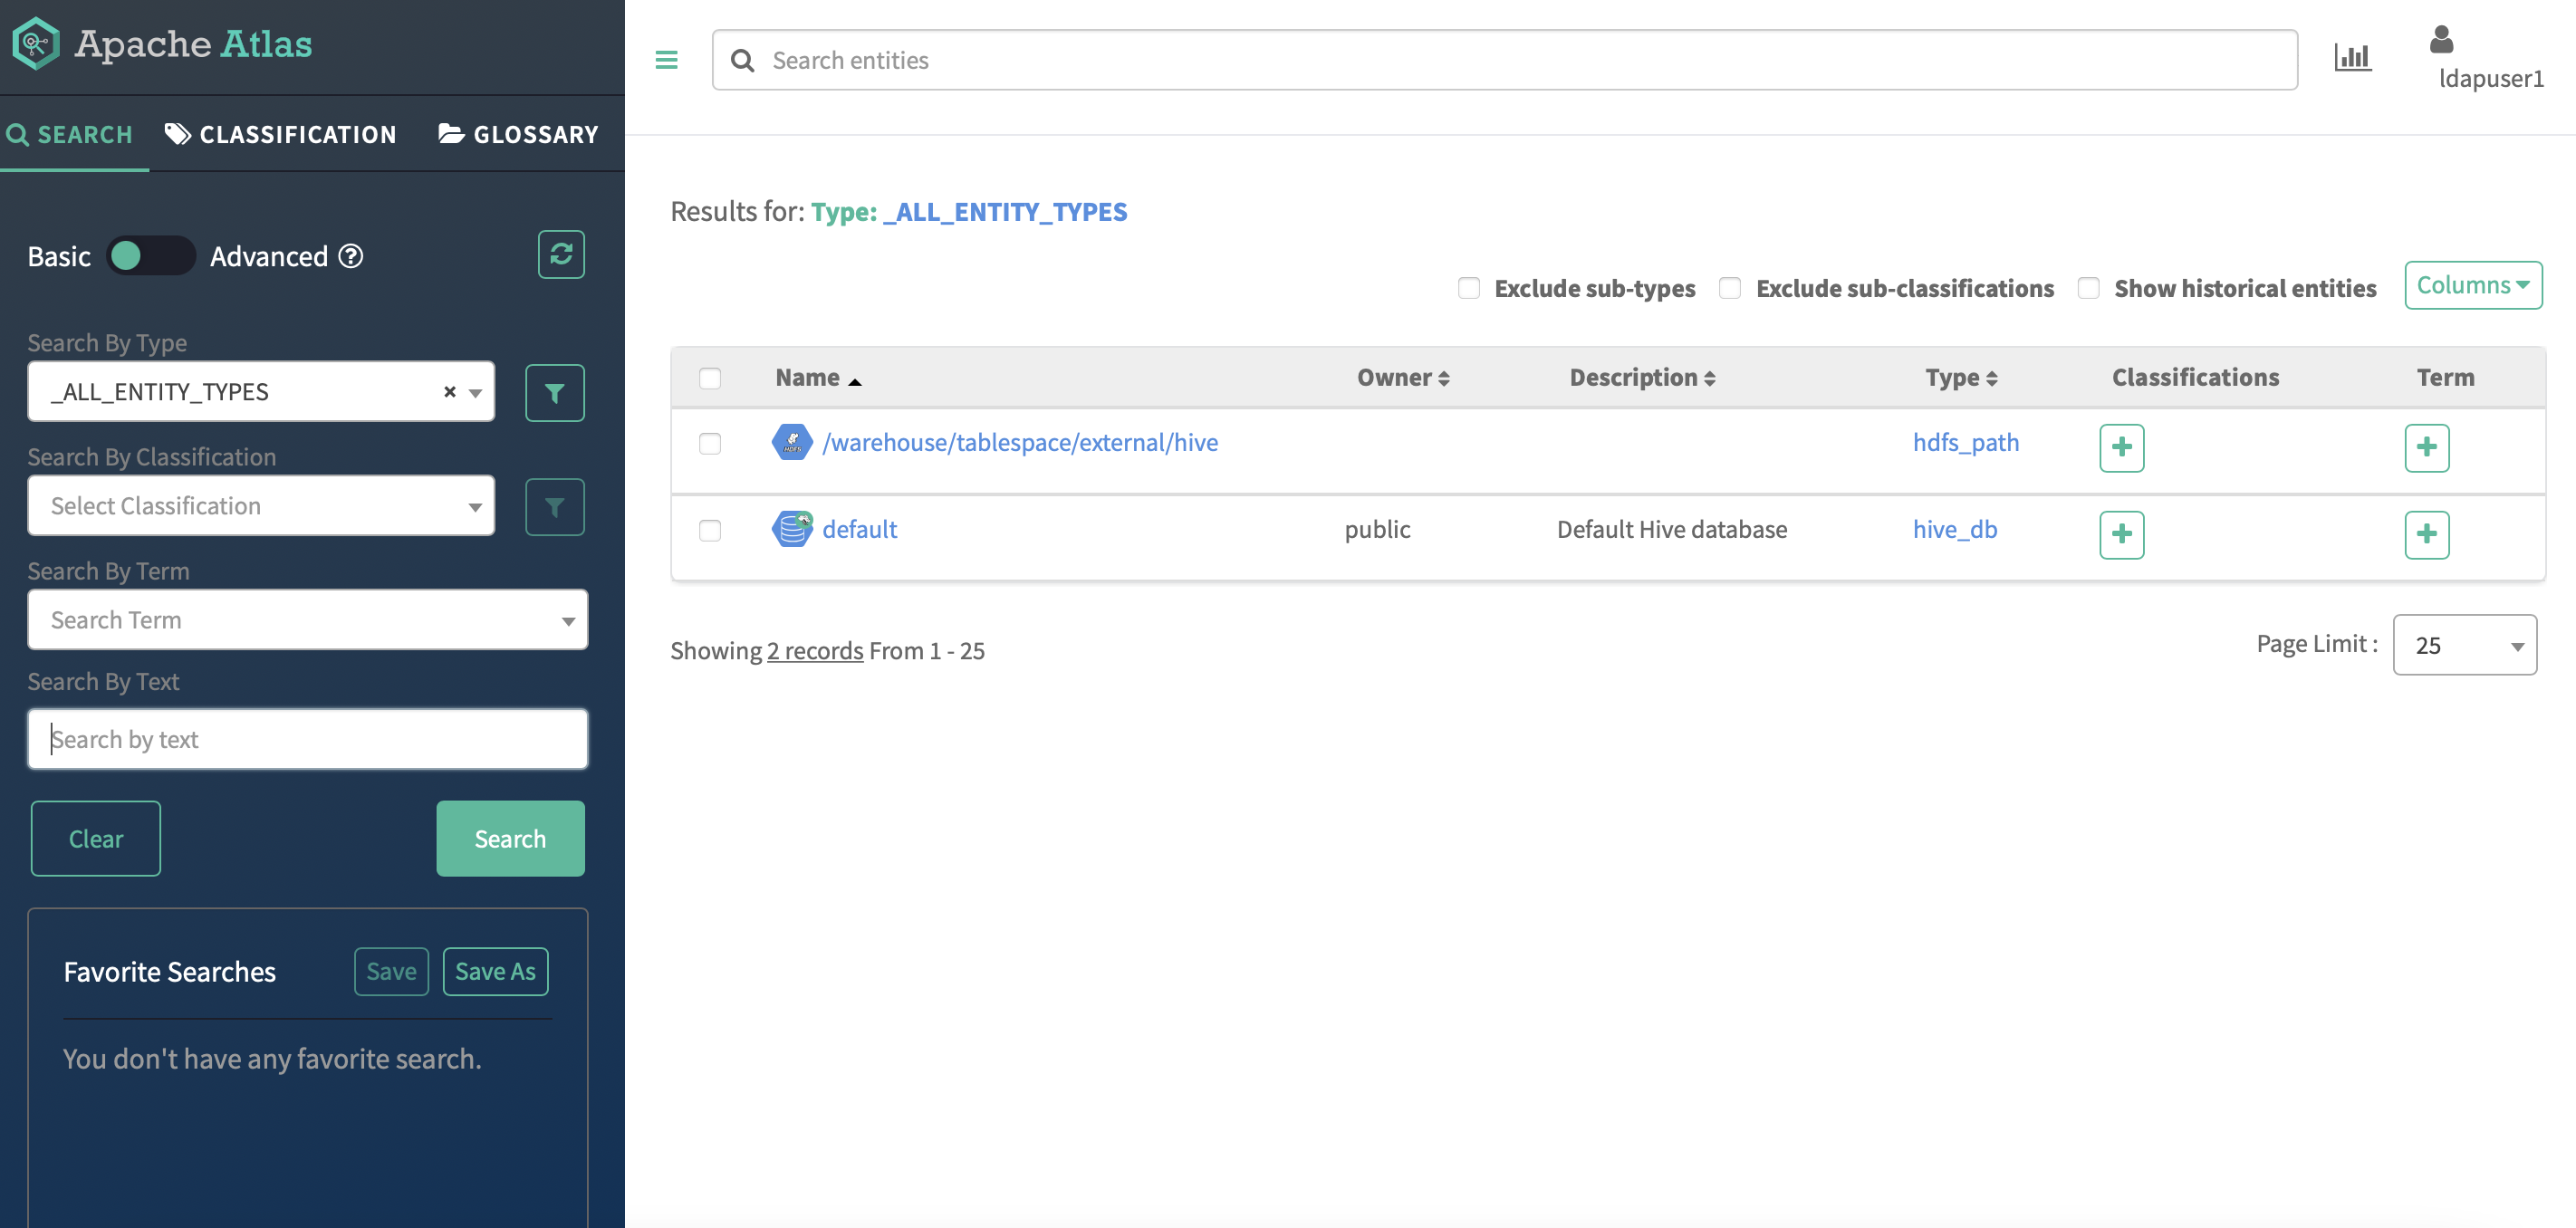 Apache Atlas
SEARCH CLASSIFICATION GLOSSARY
Basic Advanced ?
Search By Type
_ALL_ENTITY_TYPES ×
Search By Classification
Select Classification
Search By Term
Search Term
Search By Text
Search by text
Clear Search
Favorite Searches Save Save As
You don't have any favorite search.
Search entities
ldapuser1
Results for: Type: _ALL_ENTITY_TYPES
Exclude sub-types Exclude sub-classifications Show historical entities Columns
Name Owner Description Type Classifications Term
HDFS /warehouse/tablespace/external/hive hdfs_path + +
default public Default Hive database hive_db + +
Showing 2 records From 1 - 25
Page Limit : 25